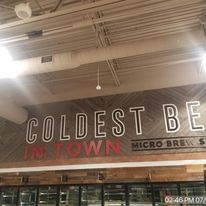 COLDEST BE
IN TOWN
MICRO BREW S
02:46 PM 07/